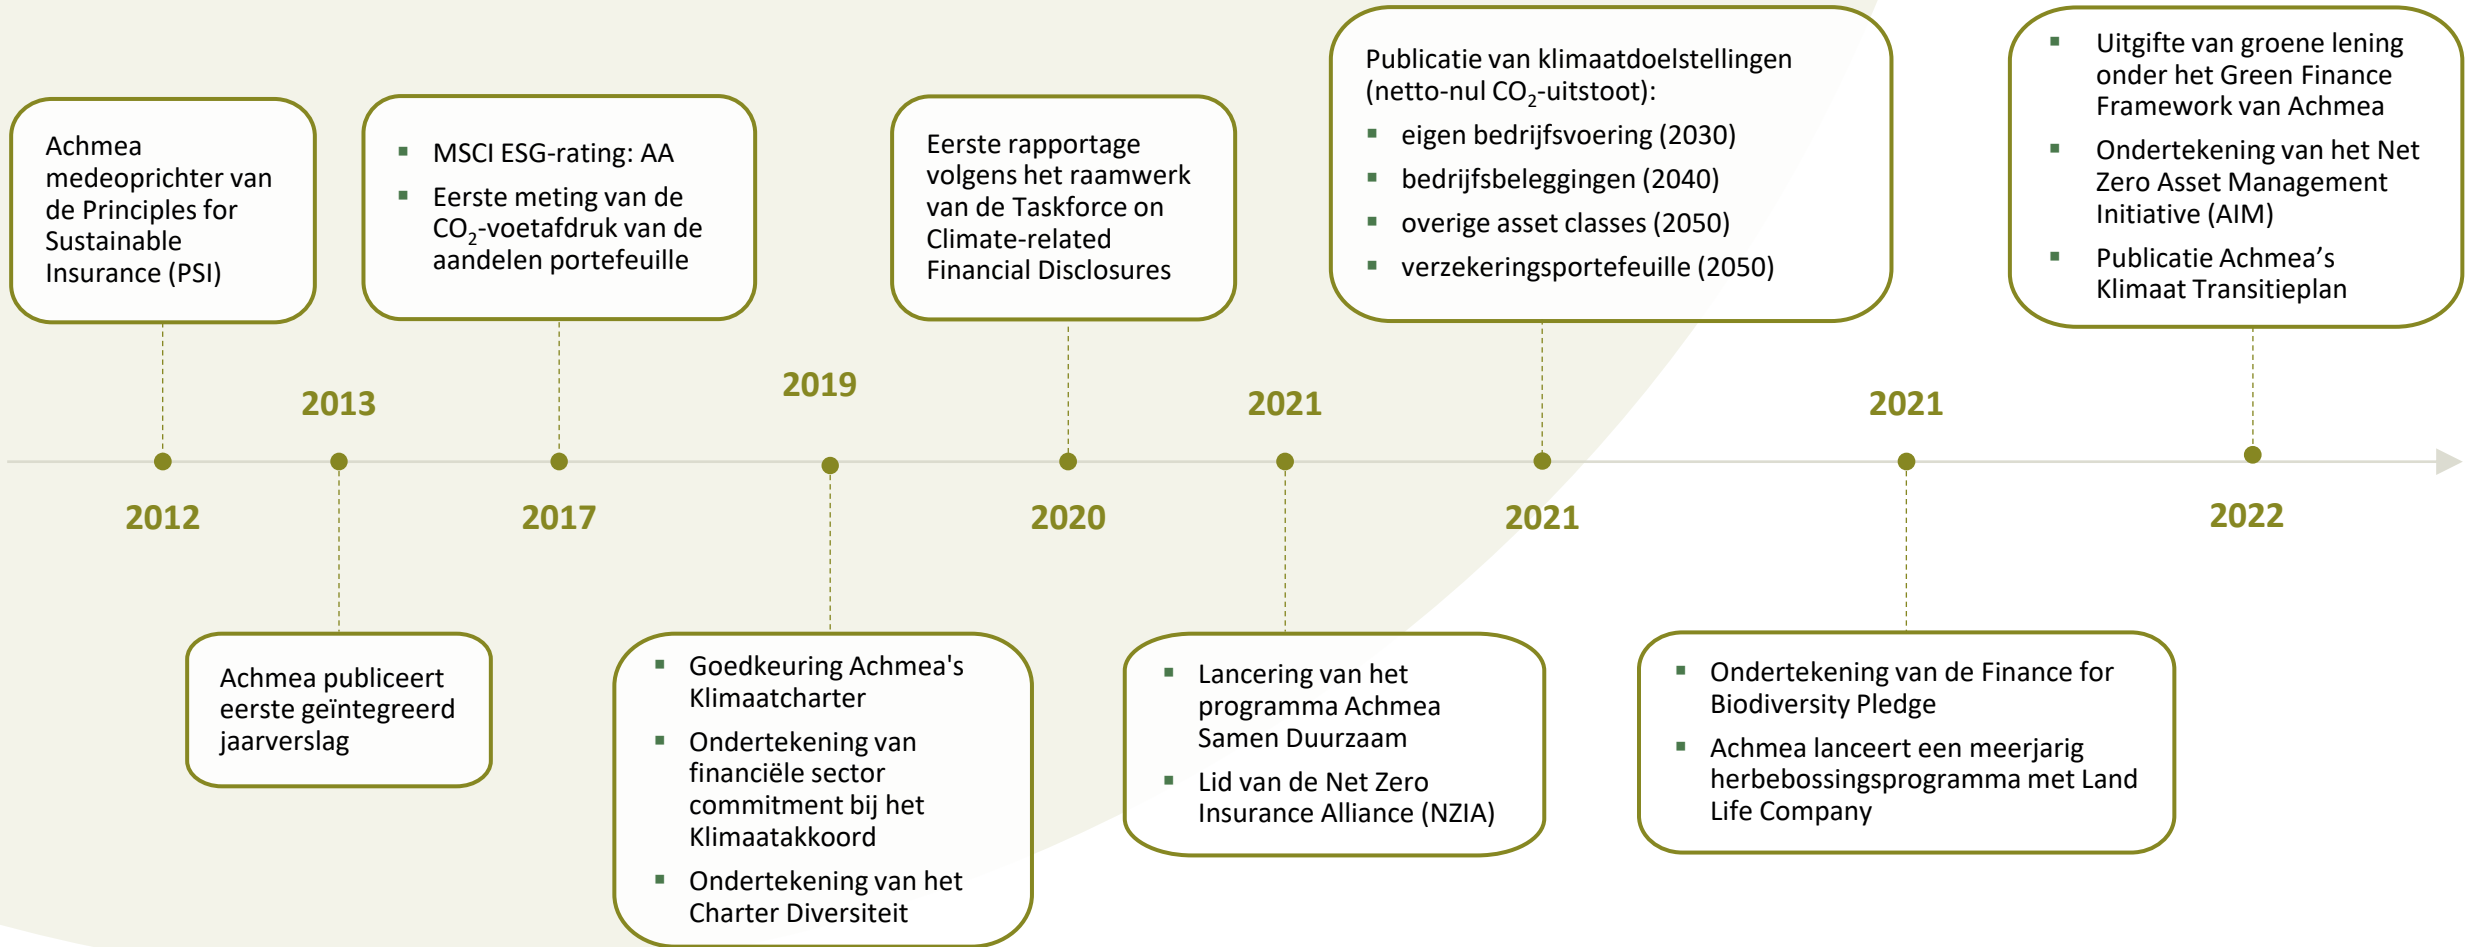 Achmea
medeoprichter van
de Principles for
Sustainable
Insurance (PSI)
2012
2013
Achmea publiceert
eerste geïntegreerd
jaarverslag
▪ MSCI ESG-rating: AA
▪ Eerste meting van de
CO₂-voetafdruk van de
aandelen portefeuille
2017
2019
▪ Goedkeuring Achmea's
Klimaatcharter
▪ Ondertekening van
financiële sector
commitment bij het
Klimaatakkoord
▪ Ondertekening van het
Charter Diversiteit
Eerste rapportage
volgens het raamwerk
van de Taskforce on
Climate-related
Financial Disclosures
2020
2021
▪ Lancering van het
programma Achmea
Samen Duurzaam
▪ Lid van de Net Zero
Insurance Alliance (NZIA)
Publicatie van klimaatdoelstellingen
(netto-nul CO₂-uitstoot):
▪ eigen bedrijfsvoering (2030)
▪ bedrijfsbeleggingen (2040)
▪ overige asset classes (2050)
▪ verzekeringsportefeuille (2050)
2021
2021
▪ Ondertekening van de Finance for
Biodiversity Pledge
▪ Achmea lanceert een meerjarig
herbebossingsprogramma met Land
Life Company
▪ Uitgifte van groene lening
onder het Green Finance
Framework van Achmea
▪ Ondertekening van het Net
Zero Asset Management
Initiative (AIM)
▪ Publicatie Achmea’s
Klimaat Transitieplan
2022